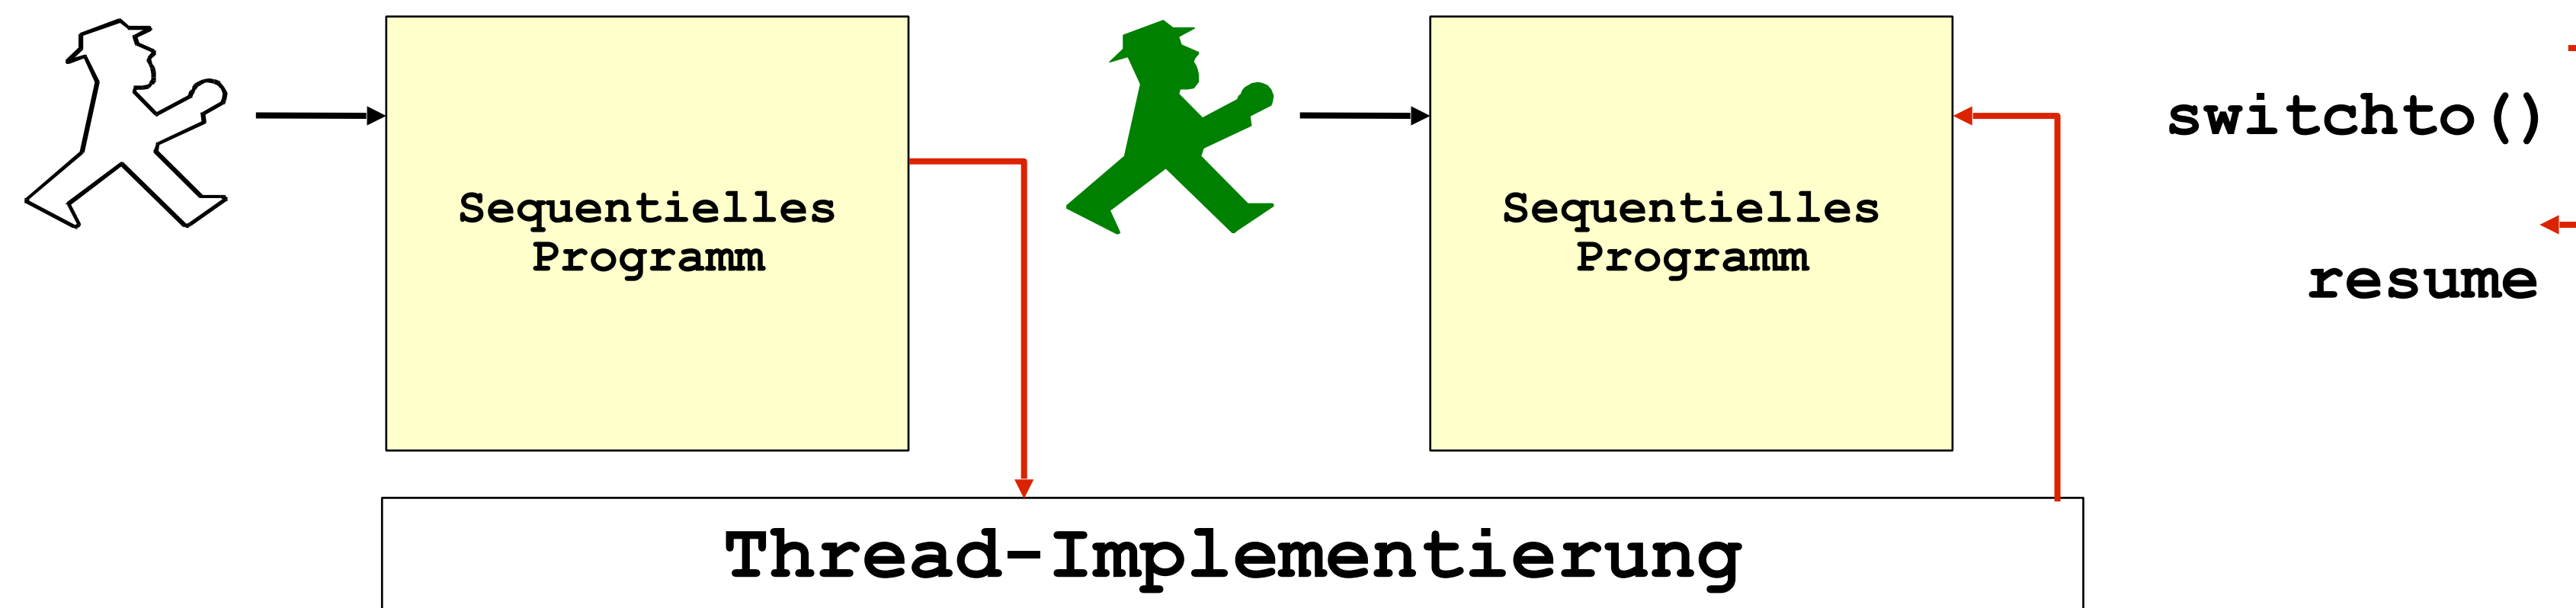 Sequentielles
Programm
Sequentielles
Programm
switchto()
resume
Thread-Implementierung